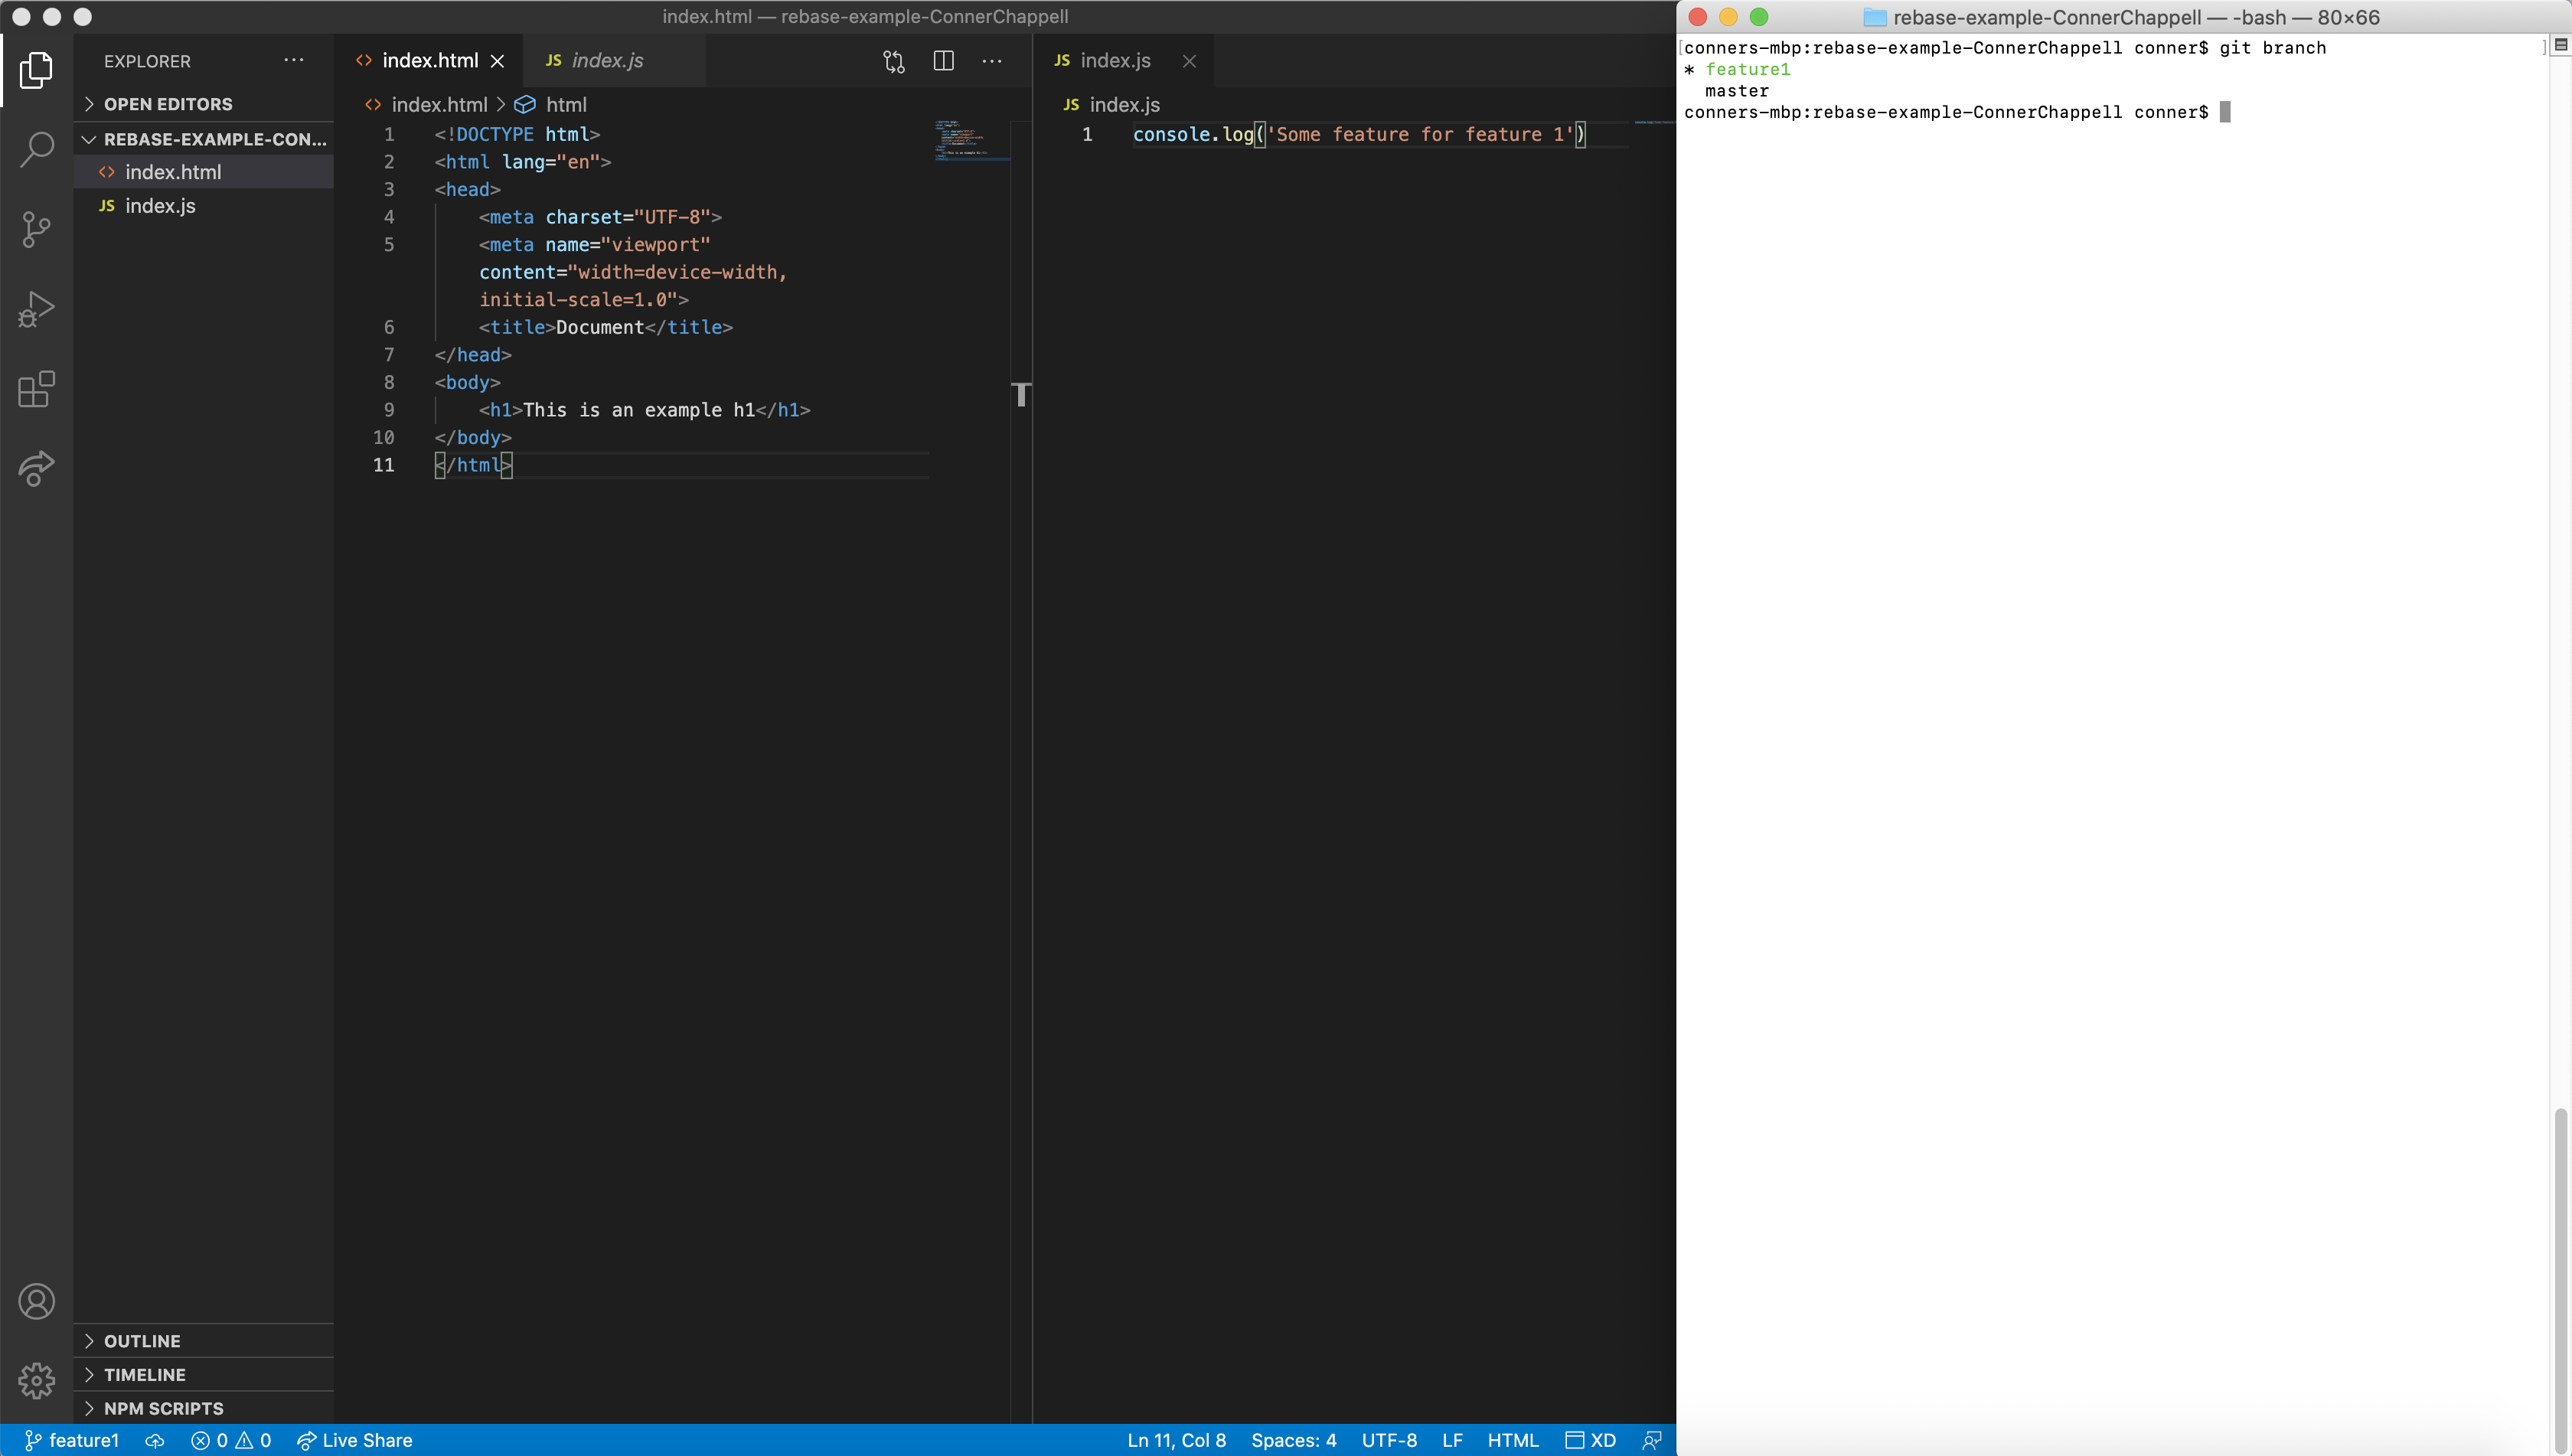 index.html — rebase-example-ConnerChappell
EXPLORER
OPEN EDITORS
REBASE-EXAMPLE-CON...
index.html
JS index.js
OUTLINE
TIMELINE
NPM SCRIPTS
index.html
JS index.js
index.html > html
1 <!DOCTYPE html>
2 <html lang="en">
3 <head>
4 <meta charset="UTF-8">
5 <meta name="viewport"
content="width=device-width,
initial-scale=1.0">
6 <title>Document</title>
7 </head>
8 <body>
9 <h1>This is an example h1</h1>
10 </body>
11 </html>
JS index.js
JS index.js
1 console.log('Some feature for feature 1')
feature1 0 0 Live Share
Ln 11, Col 8 Spaces: 4 UTF-8 LF HTML XD
rebase-example-ConnerChappell — -bash — 80×66
[conners-mbp:rebase-example-ConnerChappell conner$ git branch ]
* feature1
master
conners-mbp:rebase-example-ConnerChappell conner$